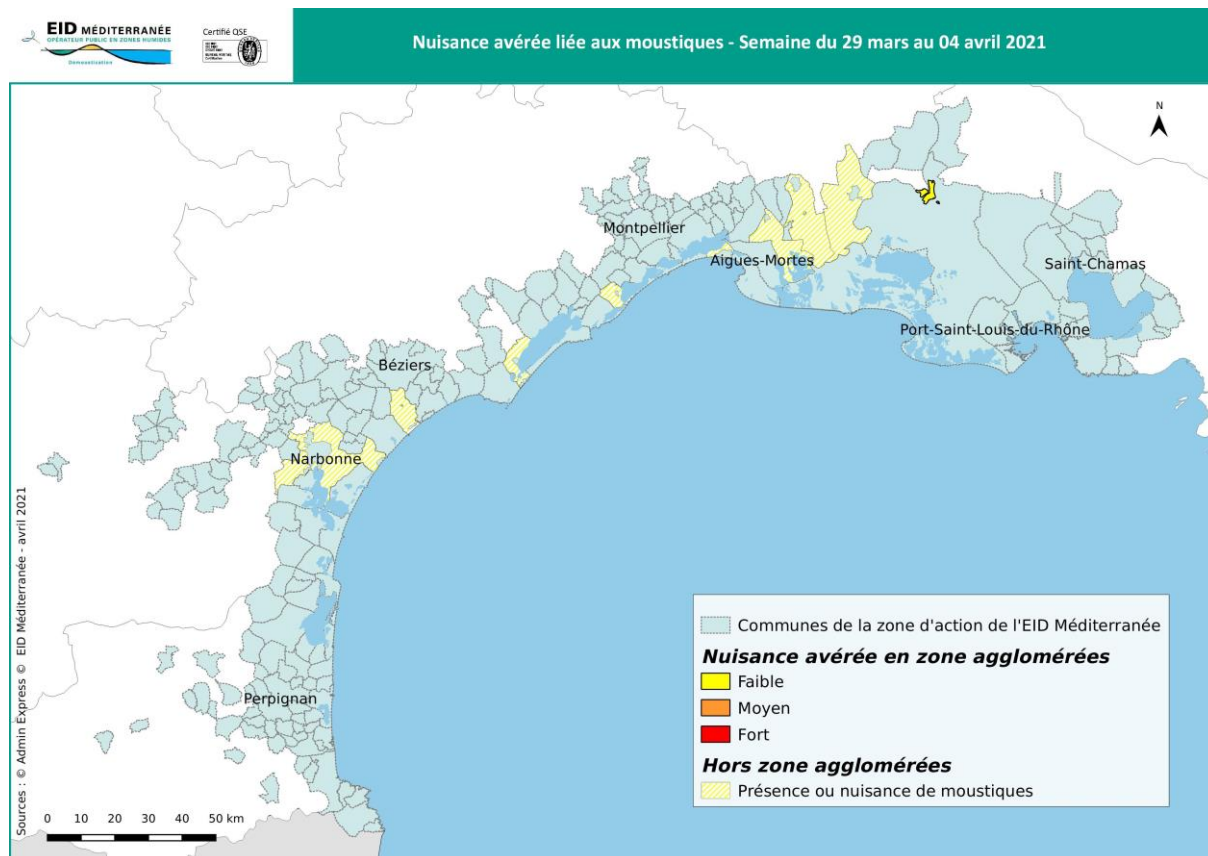 EID MÉDITERRANÉE
OPÉRATEUR PUBLIC EN ZONES HUMIDES
Démoustication
Certifié QSE
Nuisance avérée liée aux moustiques - Semaine du 29 mars au 04 avril 2021
N
Montpellier
Aigues-Mortes
Saint-Chamas
Port-Saint-Louis-du-Rhône
Béziers
Narbonne
Perpignan
Communes de la zone d'action de l'EID Méditerranée
Nuisance avérée en zone agglomérées
Faible
Moyen
Fort
Hors zone agglomérées
Présence ou nuisance de moustiques
0 10 20 30 40 50 km
Sources : © Admin Express © EID Méditerranée - avril 2021